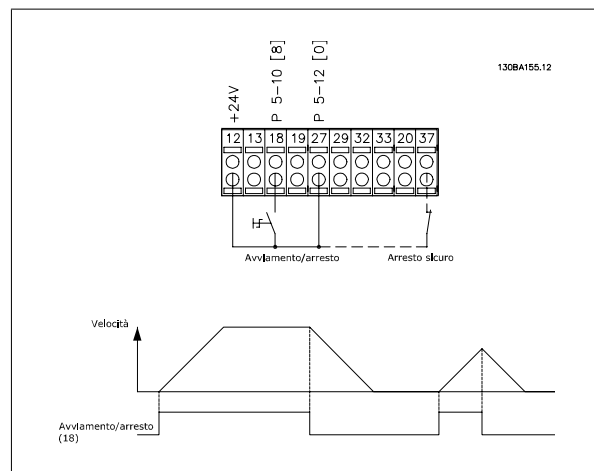 130BA155.12
+24V
P 5-10 [8]
P 5-12 [0]
12 13 18 19 27 29 32 33 20 37
Avviamento/arresto
Arresto sicuro
Velocità
Avviamento/arresto
(18)